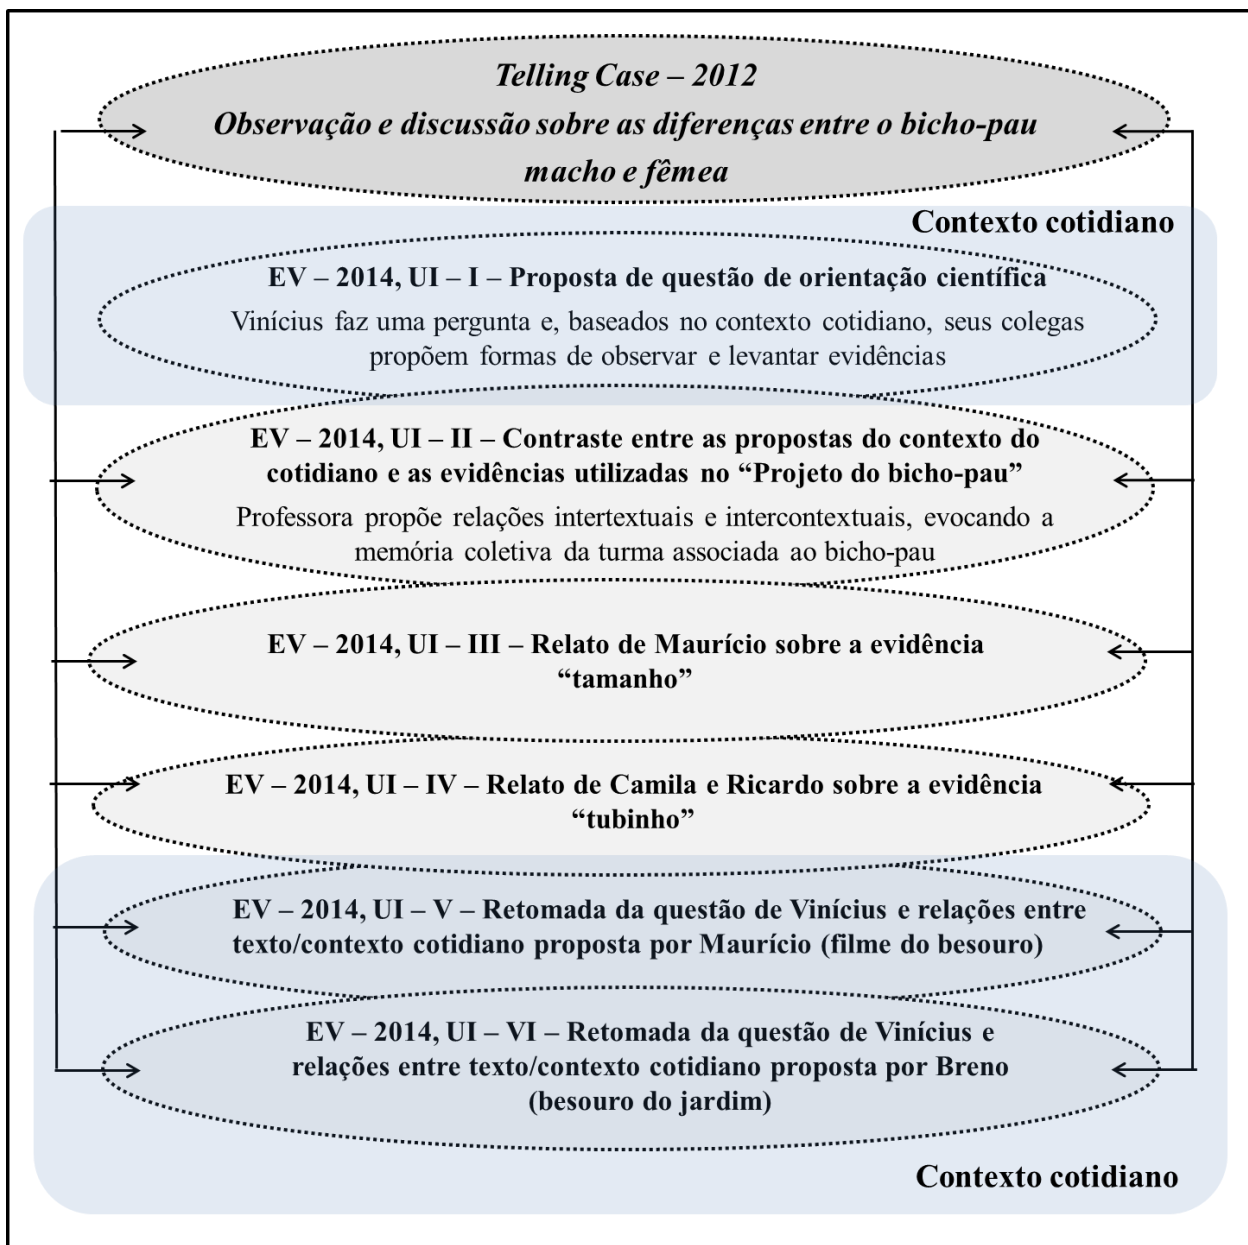 Telling Case – 2012
Observação e discussão sobre as diferenças entre o bicho-pau
macho e fêmea
Contexto cotidiano
EV – 2014, UI – I – Proposta de questão de orientação científica
Vinícius faz uma pergunta e, baseados no contexto cotidiano, seus colegas
propõem formas de observar e levantar evidências
EV – 2014, UI – II – Contraste entre as propostas do contexto do
cotidiano e as evidências utilizadas no “Projeto do bicho-pau”
Professora propõe relações intertextuais e intercontextuais, evocando a
memória coletiva da turma associada ao bicho-pau
EV – 2014, UI – III – Relato de Maurício sobre a evidência
“tamanho”
EV – 2014, UI – IV – Relato de Camila e Ricardo sobre a evidência
“tubinho”
EV – 2014, UI – V – Retomada da questão de Vinícius e relações entre
texto/contexto cotidiano proposta por Maurício (filme do besouro)
EV – 2014, UI – VI – Retomada da questão de Vinícius e
relações entre texto/contexto cotidiano proposta por Breno
(besouro do jardim)
Contexto cotidiano